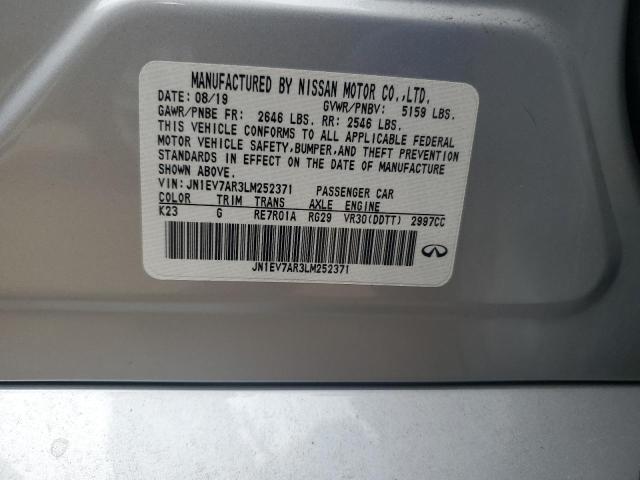 MANUFACTURED BY NISSAN MOTOR CO.,LTD.
DATE: 08/19 GVWR/PNBV: 5159 LBS.
GAWR/PNBE FR: 2646 LBS. RR: 2546 LBS.
THIS VEHICLE CONFORMS TO ALL APPLICABLE FEDERAL
MOTOR VEHICLE SAFETY,BUMPER,AND THEFT PREVENTION
STANDARDS IN EFFECT ON THE DATE OF MANUFACTURE
SHOWN ABOVE.
VIN: JN1EV7AR3LM252371 PASSENGER CAR
COLOR TRIM TRANS AXLE ENGINE
K23 G RE7R01A RG29 VR30(DDTT) 2997CC
JN1EV7AR3LM252371